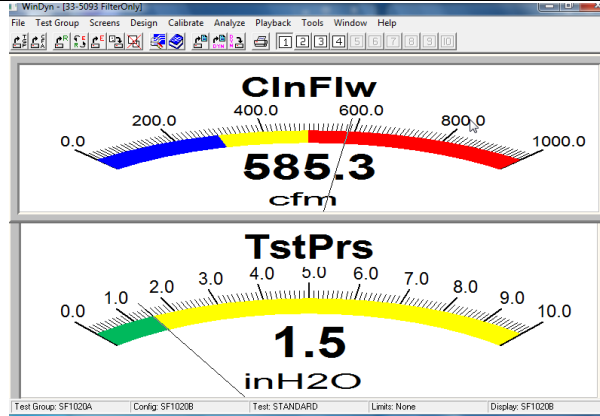 WinDyn - [33-5093 FilterOnly]
File Test Group Screens Design Calibrate Analyze Playback Tools Window Help
1 2 3 4 5 6 7 8 9 10
ClnFlw
0.0 200.0 400.0 600.0 800.0 1000.0
585.3
cfm
TstPrs
0.0 1.0 2.0 3.0 4.0 5.0 6.0 7.0 8.0 9.0 10.0
1.5
inH2O
Test Group: SF1020A Config: SF1020B Test: STANDARD Limits: None Display: SF1020B